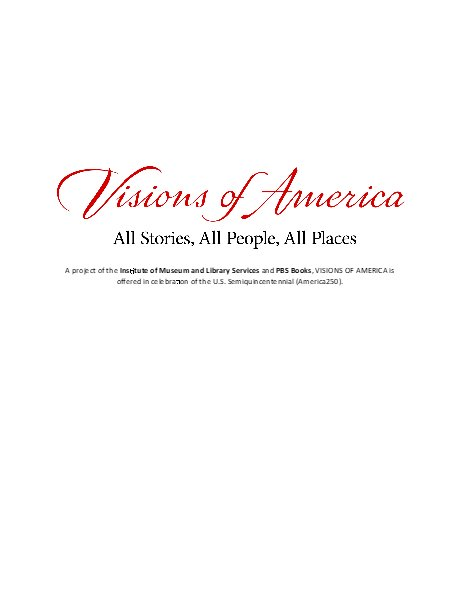 Visions of America
All Stories, All People, All Places
A project of the Institute of Museum and Library Services and PBS Books, VISIONS OF AMERICA is
offered in celebration of the U.S. Semiquincentennial (America250).